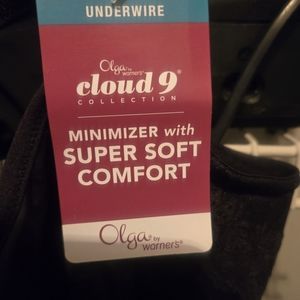 UNDERWIRE
Olga®
by warners®
cloud 9®
COLLECTION
MINIMIZER with
SUPER SOFT
COMFORT
Olga® by
warners®